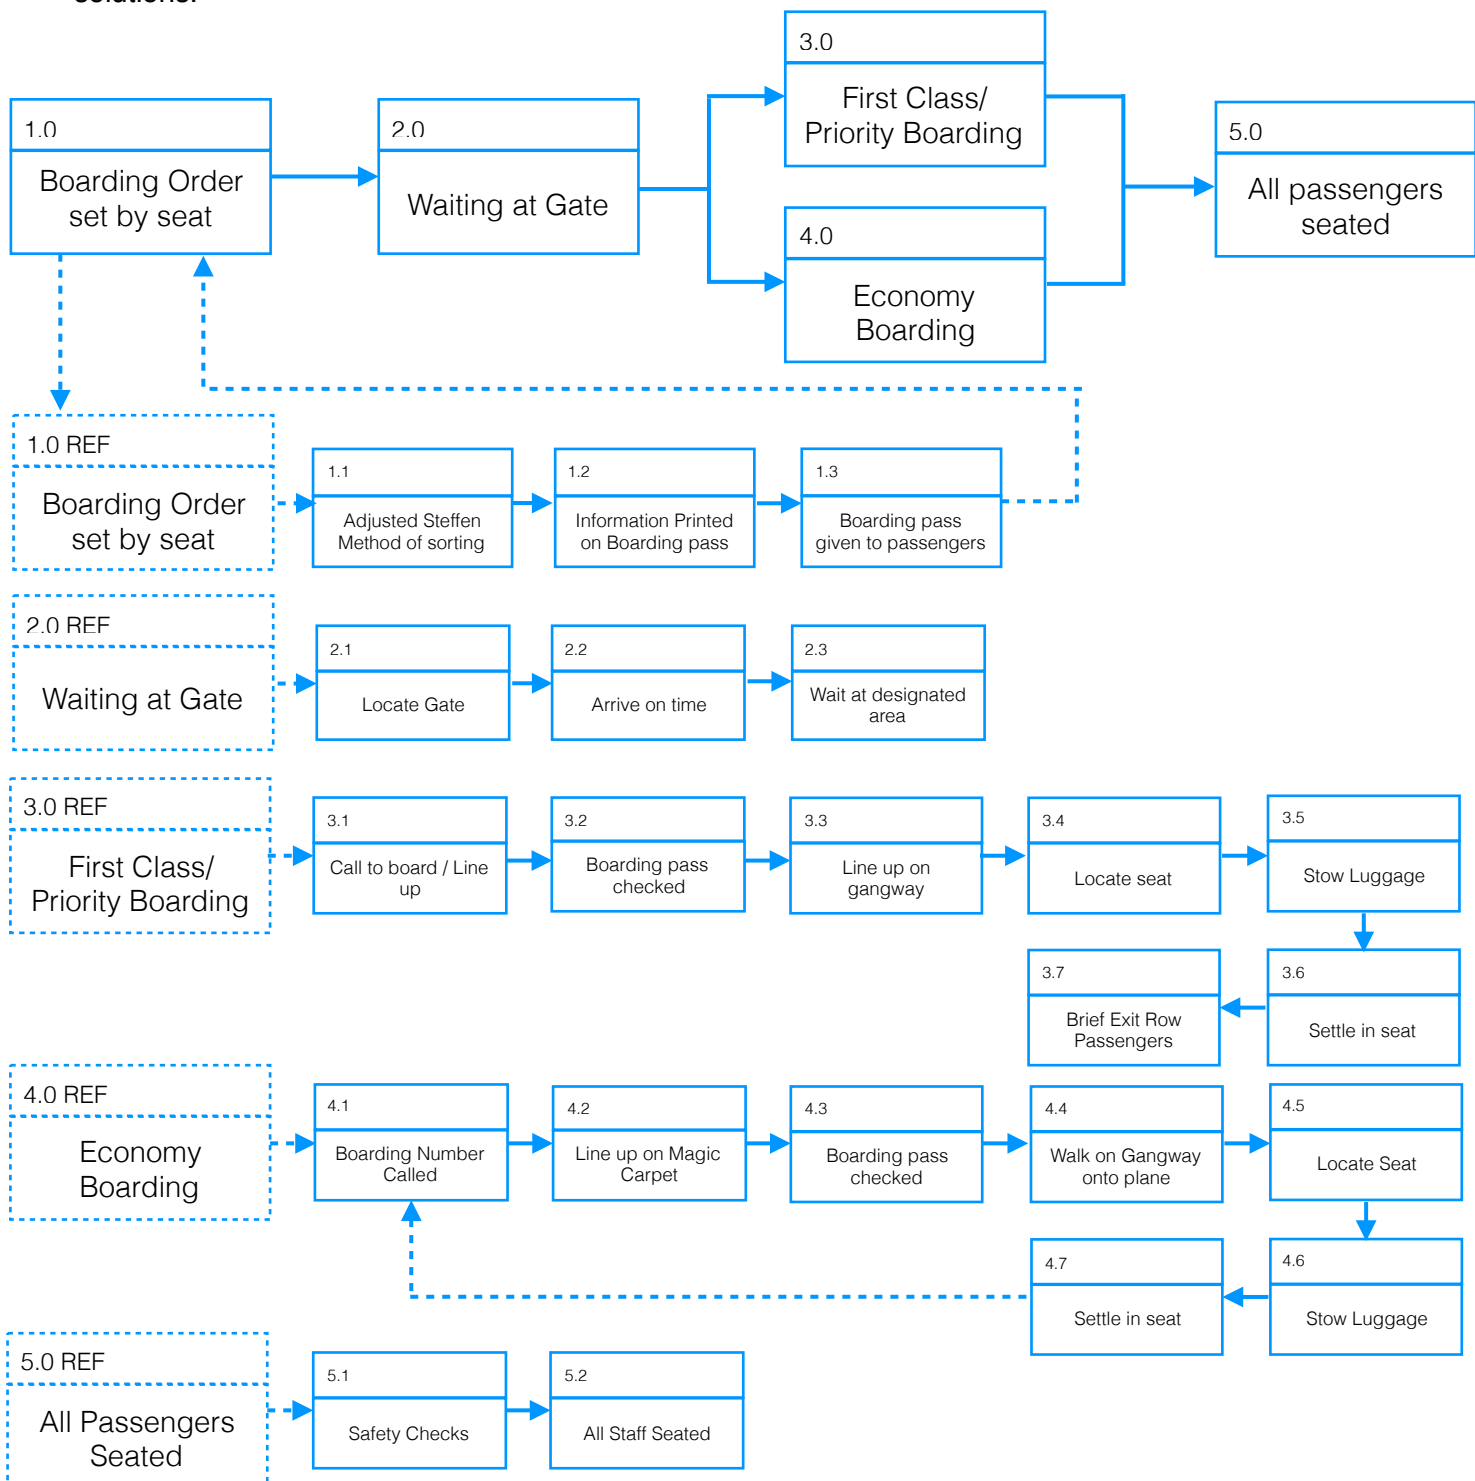 solutions.
3.0
First Class/
Priority Boarding
1.0
Boarding Order
set by seat
2.0
Waiting at Gate
5.0
All passengers
seated
4.0
Economy
Boarding
1.0 REF
Boarding Order
set by seat
1.1
Adjusted Steffen
Method of sorting
1.2
Information Printed
on Boarding pass
1.3
Boarding pass
given to passengers
2.0 REF
Waiting at Gate
2.1
Locate Gate
2.2
Arrive on time
2.3
Wait at designated
area
3.0 REF
First Class/
Priority Boarding
3.1
Call to board / Line
up
3.2
Boarding pass
checked
3.3
Line up on
gangway
3.4
Locate seat
3.5
Stow Luggage
3.6
Settle in seat
3.7
Brief Exit Row
Passengers
4.0 REF
Economy
Boarding
4.1
Boarding Number
Called
4.2
Line up on Magic
Carpet
4.3
Boarding pass
checked
4.4
Walk on Gangway
onto plane
4.5
Locate Seat
4.6
Stow Luggage
4.7
Settle in seat
5.0 REF
All Passengers
Seated
5.1
Safety Checks
5.2
All Staff Seated